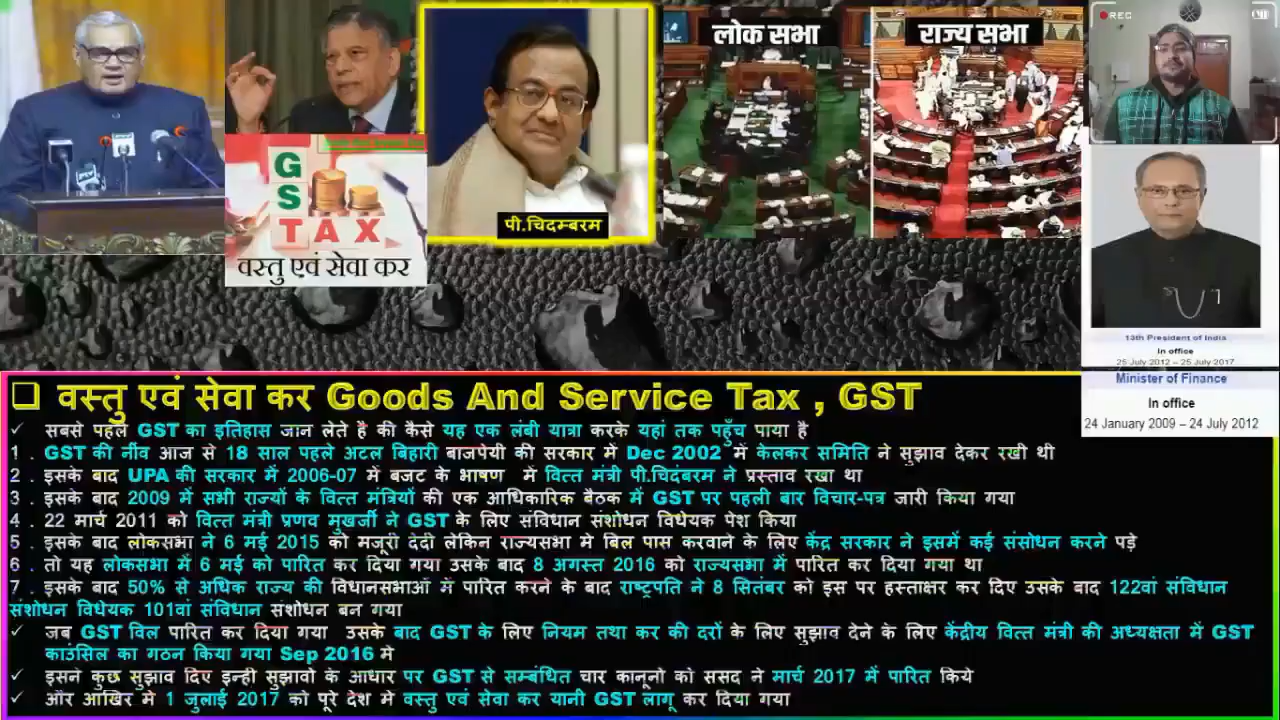 लोक सभा
राज्य सभा
REC
G
S
TAX
वस्तु एवं सेवा कर
पी.चिदम्बरम
13th President of India
In office
25 July 2012 – 25 July 2017
Minister of Finance
In office
24 January 2009 – 24 July 2012
❑ वस्तु एवं सेवा कर Goods And Service Tax , GST
✓ सबसे पहले GST का इतिहास जान लेते है की कैसे यह एक लंबी यात्रा करके यहां तक पहुँच पाया है
1 . GST की नींव आज से 18 साल पहले अटल बिहारी बाजपेयी की सरकार में Dec 2002 में केलकर समिति ने सुझाव देकर रखी थी
2 . इसके बाद UPA की सरकार में 2006-07 में बजट के भाषण में वित्त मंत्री पी.चिदंबरम ने प्रस्ताव रखा था
3 . इसके बाद 2009 में सभी राज्यों के वित्त मंत्रियों की एक आधिकारिक बैठक में GST पर पहली बार विचार-पत्र जारी किया गया
4 . 22 मार्च 2011 को वित्त मंत्री प्रणव मुखर्जी ने GST के लिए संविधान संशोधन विधेयक पेश किया
5 . इसके बाद लोकसभा ने 6 मई 2015 को मंजूरी देदी लेकिन राज्यसभा में बिल पास करवाने के लिए केंद्र सरकार ने इसमें कई संसोधन करने पड़े
6 . तो यह लोकसभा में 6 मई को पारित कर दिया गया उसके बाद 8 अगस्त 2016 को राज्यसभा में पारित कर दिया गया था
7 . इसके बाद 50% से अधिक राज्य की विधानसभाओं में पारित करने के बाद राष्ट्रपति ने 8 सितंबर को इस पर हस्ताक्षर कर दिए उसके बाद 122वां संविधान
संशोधन विधेयक 101वां संविधान संशोधन बन गया
✓ जब GST विल पारित कर दिया गया उसके बाद GST के लिए नियम तथा कर की दरों के लिए सुझाव देने के लिए केंद्रीय वित्त मंत्री की अध्यक्षता में GST
काउंसिल का गठन किया गया Sep 2016 में
✓ इसने कुछ सुझाव दिए इन्ही सुझावों के आधार पर GST से सम्बंधित चार कानूनो को संसद ने मार्च 2017 में पारित किये
✓ और आखिर में 1 जुलाई 2017 को पूरे देश में वस्तु एवं सेवा कर यानी GST लागू कर दिया गया